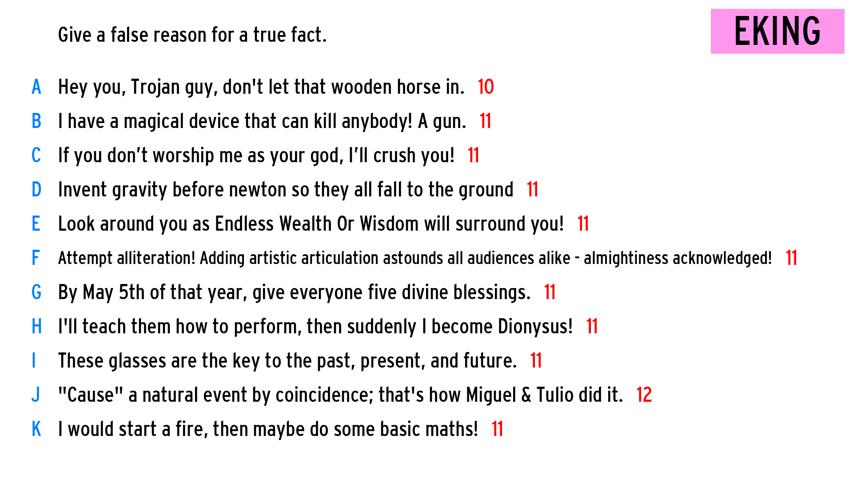 Give a false reason for a true fact.
EKING
A Hey you, Trojan guy, don't let that wooden horse in. 10
B I have a magical device that can kill anybody! A gun. 11
C If you don’t worship me as your god, I’ll crush you! 11
D Invent gravity before newton so they all fall to the ground 11
E Look around you as Endless Wealth Or Wisdom will surround you! 11
F Attempt alliteration! Adding artistic articulation astounds all audiences alike - almightiness acknowledged! 11
G By May 5th of that year, give everyone five divine blessings. 11
H I'll teach them how to perform, then suddenly I become Dionysus! 11
I These glasses are the key to the past, present, and future. 11
J "Cause" a natural event by coincidence; that's how Miguel & Tulio did it. 12
K I would start a fire, then maybe do some basic maths! 11